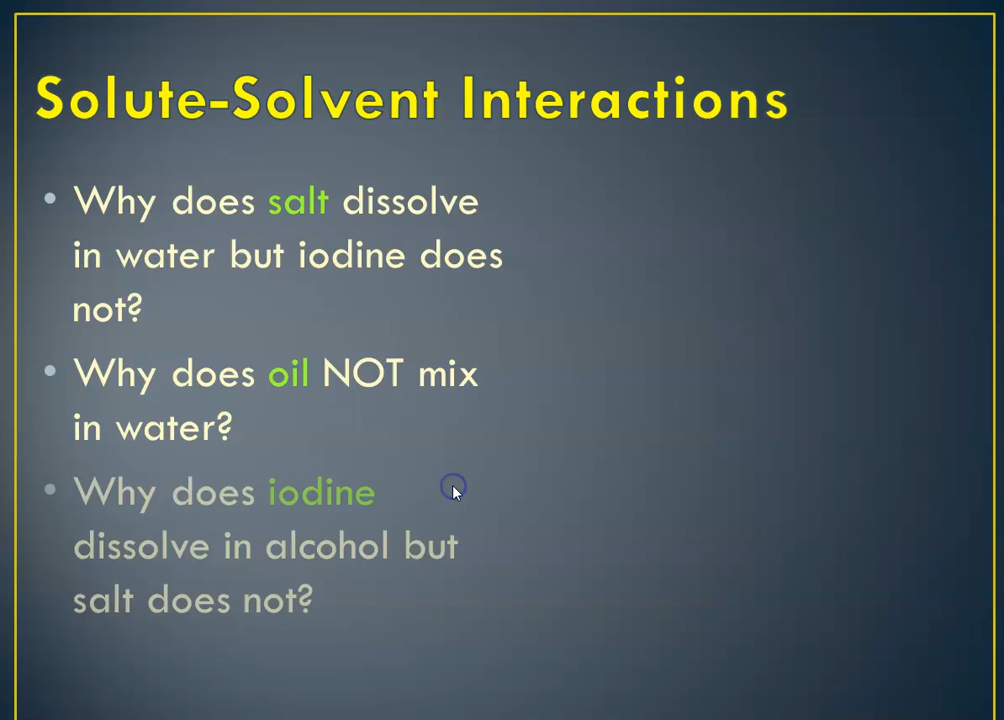 Solute-Solvent Interactions
• Why does salt dissolve
in water but iodine does
not?
• Why does oil NOT mix
in water?
• Why does iodine
dissolve in alcohol but
salt does not?